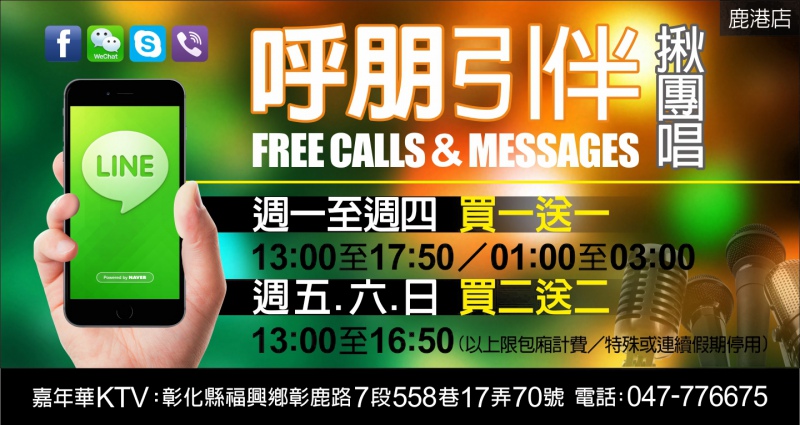 鹿港店
WeChat
呼朋引伴
揪團唱
FREE CALLS & MESSAGES
LINE
Powered by NAVER
週一至週四 買一送一
13:00至17:50／01:00至03:00
週五.六.日 買二送二
13:00至16:50(以上限包廂計費／特殊或連續假期停用)
嘉年華KTV:彰化縣福興鄉彰鹿路7段558巷17弄70號 電話:047-776675